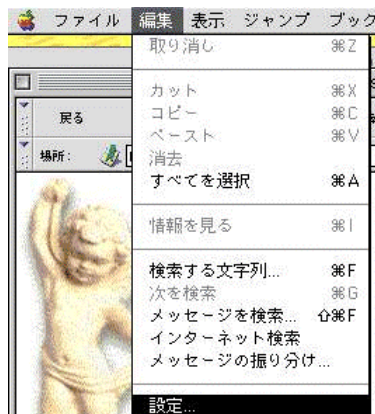 ファイル 編集 表示 ジャンプ ブック
取り消し ⌘Z
カット ⌘X
コピー ⌘C
ペースト ⌘V
消去
すべてを選択 ⌘A
情報を見る ⌘I
検索する文字列... ⌘F
次を検索 ⌘G
メッセージを検索... ⇧⌘F
インターネット検索
メッセージの振り分け...
設定...
戻る
場所: